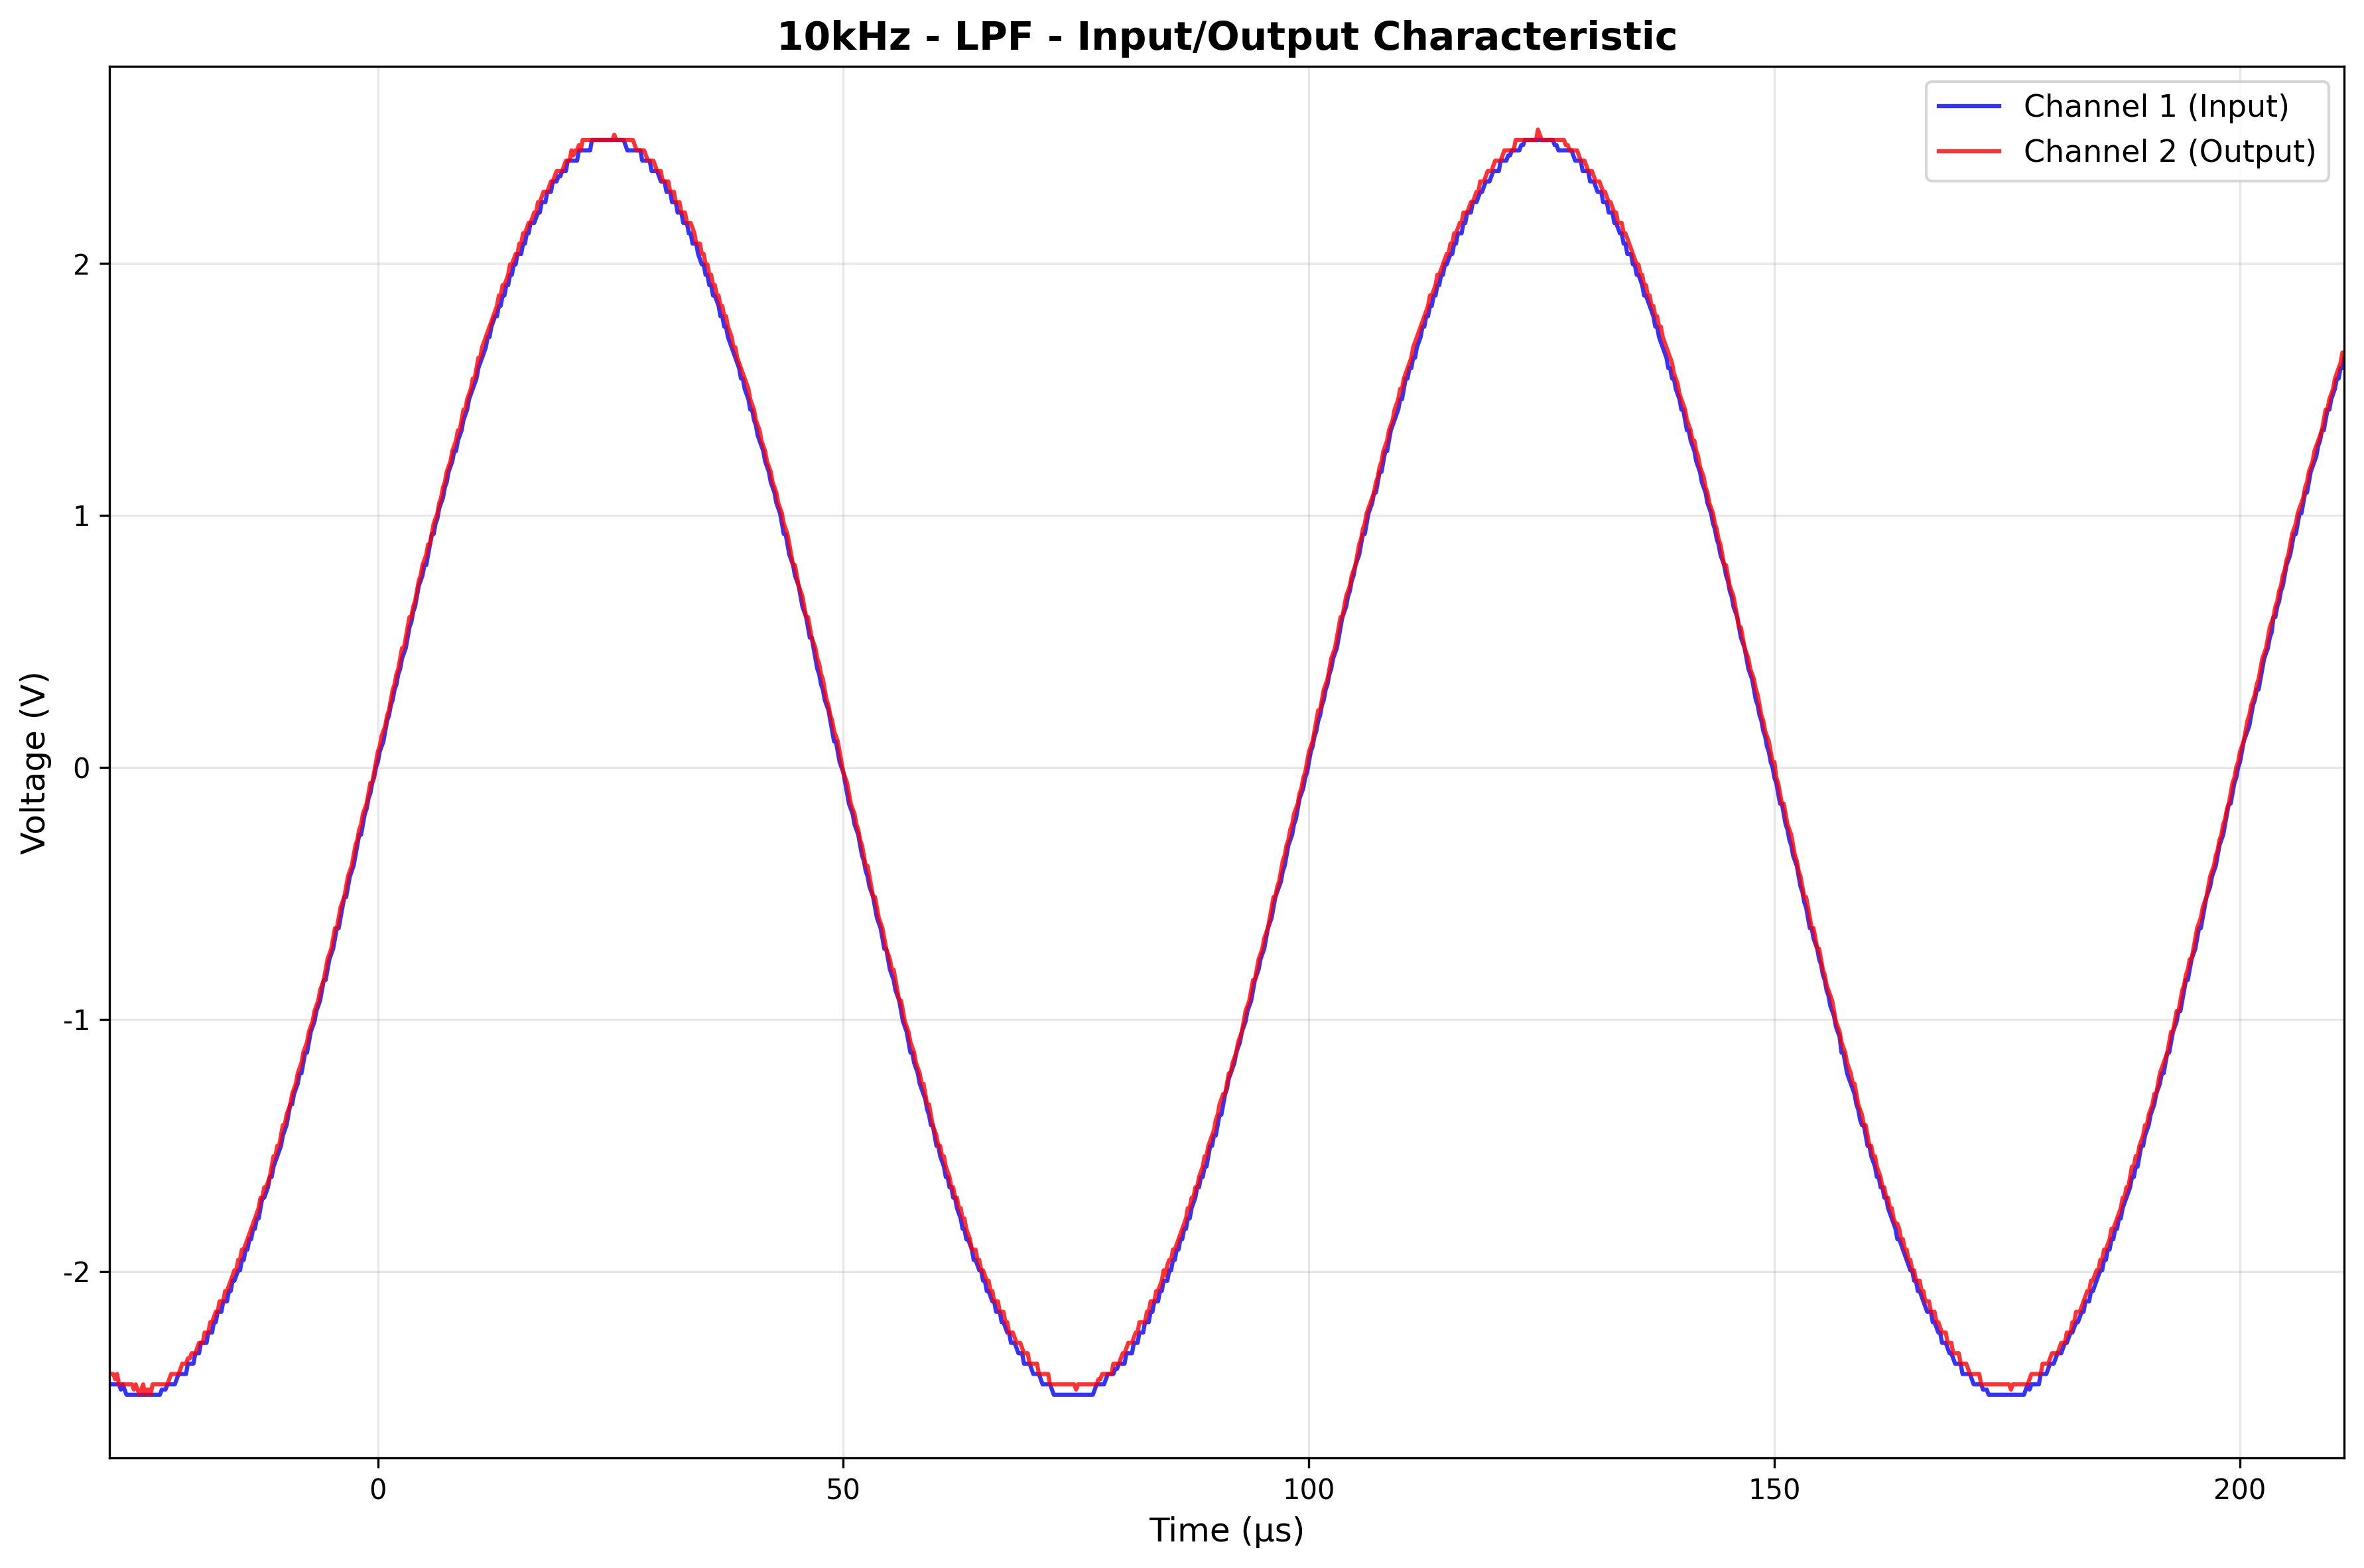 10kHz - LPF - Input/Output Characteristic
Channel 1 (Input)
Channel 2 (Output)
Voltage (V)
2
1
0
-1
-2
0 50 100 150 200
Time (µs)